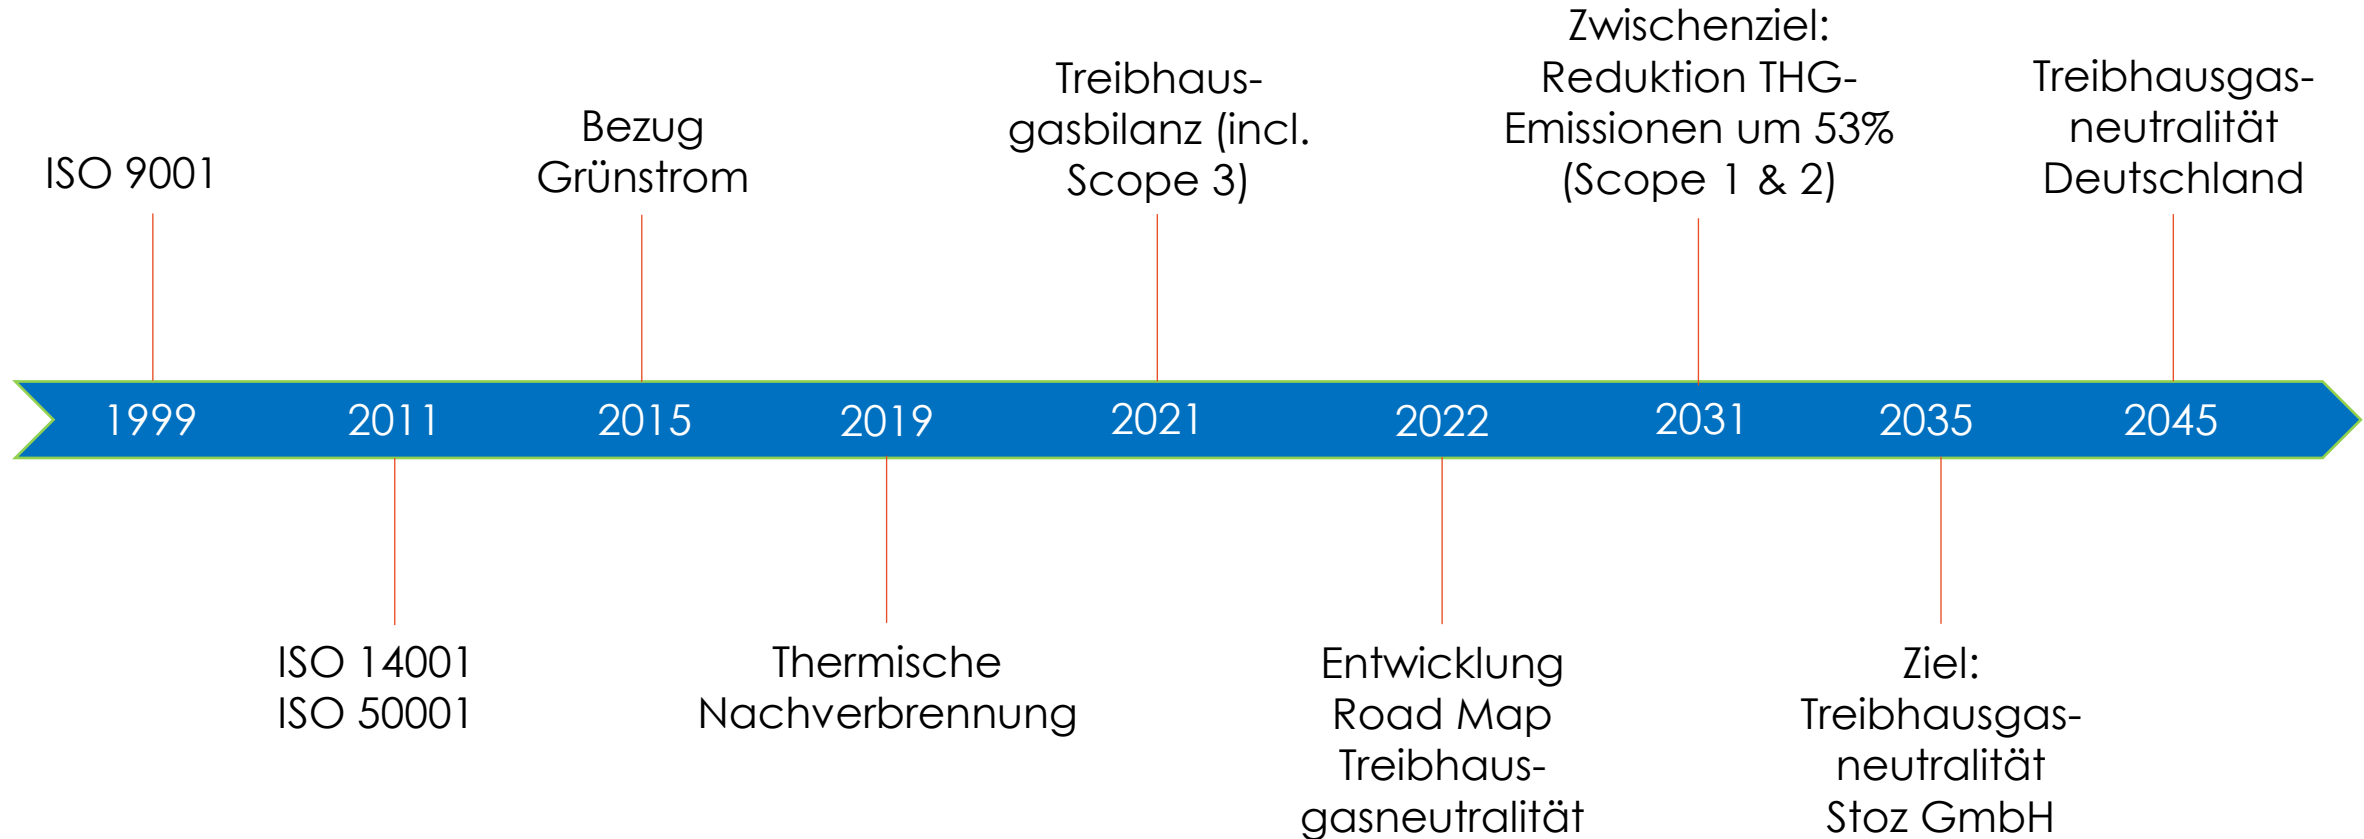 ISO 9001
Bezug
Grünstrom
Treibhaus-
gasbilanz (incl.
Scope 3)
Zwischenziel:
Reduktion THG-
Emissionen um 53%
(Scope 1 & 2)
Treibhausgas-
neutralität
Deutschland
1999
2011
2015
2019
2021
2022
2031
2035
2045
ISO 14001
ISO 50001
Thermische
Nachverbrennung
Entwicklung
Road Map
Treibhaus-
gasneutralität
Ziel:
Treibhausgas-
neutralität
Stoz GmbH